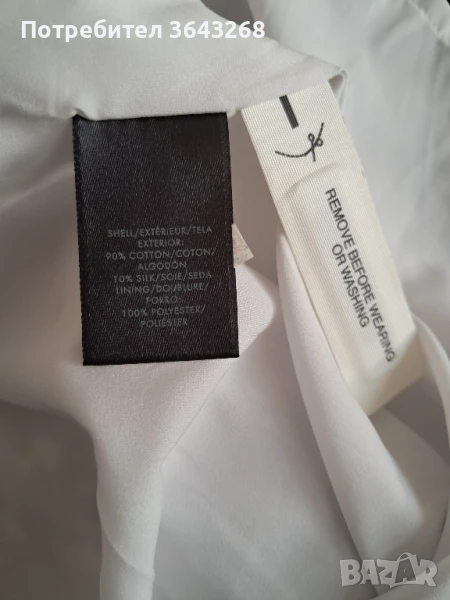 Потребител 3643268
SHELL/EXTÉRIEUR/TELA
EXTERIOR:
90% COTTON/COTON/
ALGODÓN
10% SILK/SOIE/SEDA
LINING/DOUBLURE/
FORRO:
100% POLYESTER/
POLIÉSTER
REMOVE BEFORE WEARING
OR WASHING
BAZAR